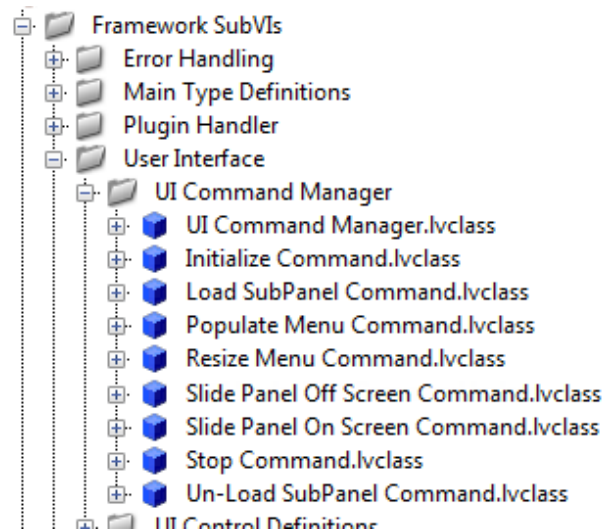 Framework SubVIs
Error Handling
Main Type Definitions
Plugin Handler
User Interface
UI Command Manager
UI Command Manager.lvclass
Initialize Command.lvclass
Load SubPanel Command.lvclass
Populate Menu Command.lvclass
Resize Menu Command.lvclass
Slide Panel Off Screen Command.lvclass
Slide Panel On Screen Command.lvclass
Stop Command.lvclass
Un-Load SubPanel Command.lvclass
UI Control Definitions